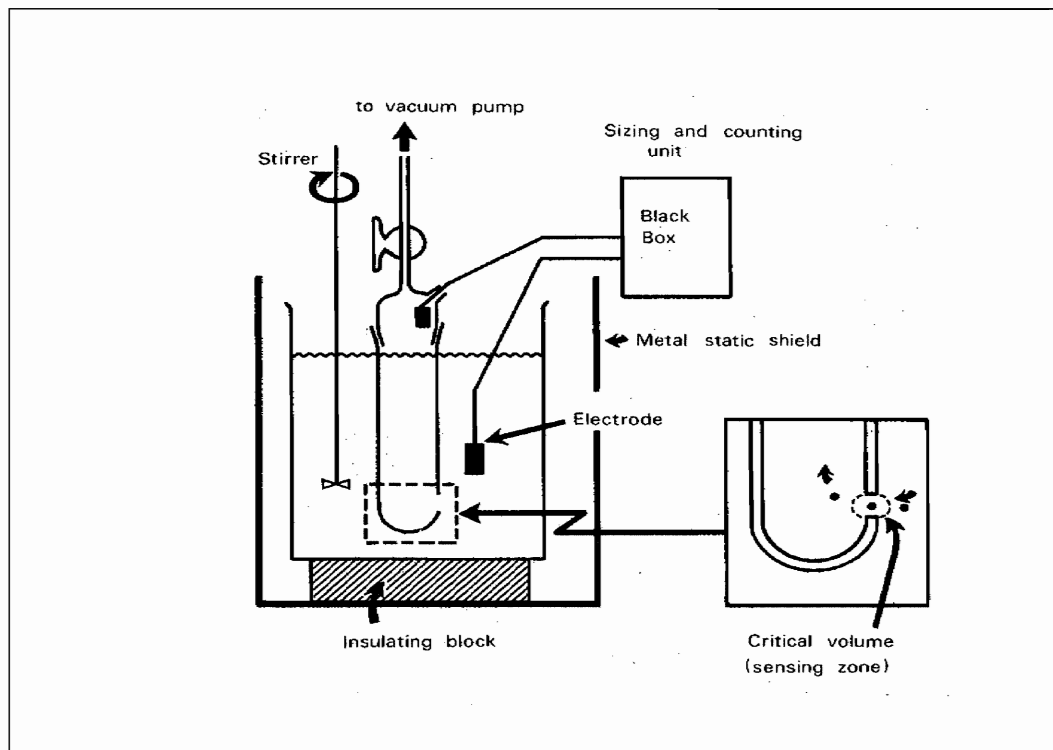 to vacuum pump
Sizing and counting
unit
Stirrer
Black
Box
Metal static shield
Electrode
Insulating block
Critical volume
(sensing zone)